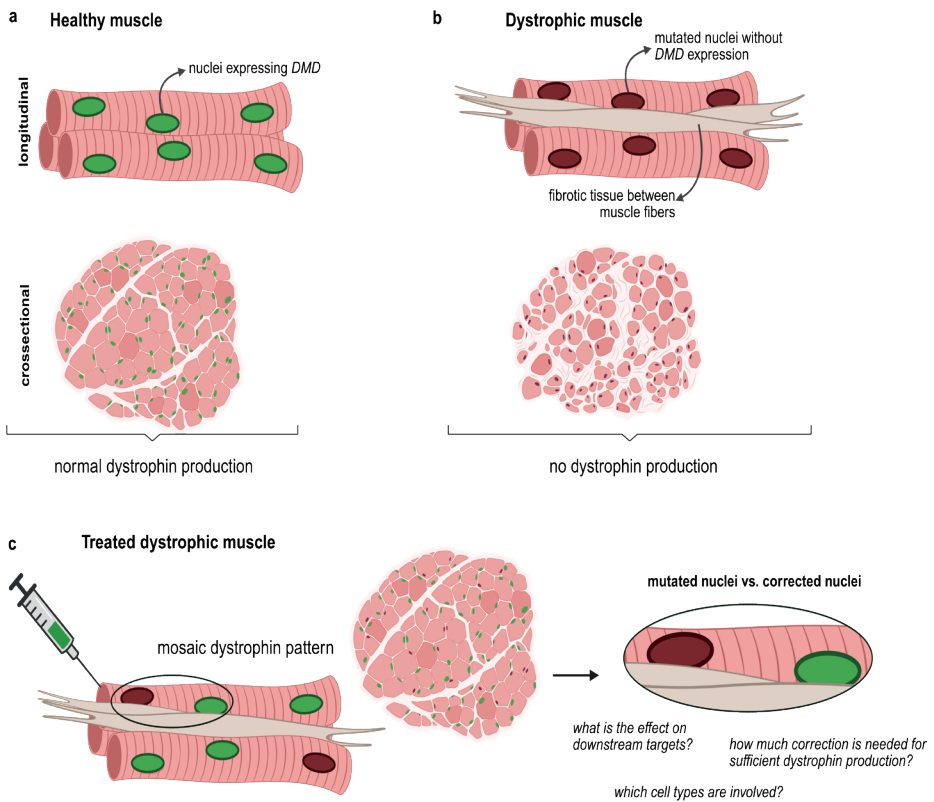 a
Healthy muscle
nuclei expressing DMD
longitudinal
crossectional
normal dystrophin production
b
Dystrophic muscle
mutated nuclei without
DMD expression
fibrotic tissue between
muscle fibers
no dystrophin production
c
Treated dystrophic muscle
mosaic dystrophin pattern
mutated nuclei vs. corrected nuclei
what is the effect on
downstream targets?
how much correction is needed for
sufficient dystrophin production?
which cell types are involved?